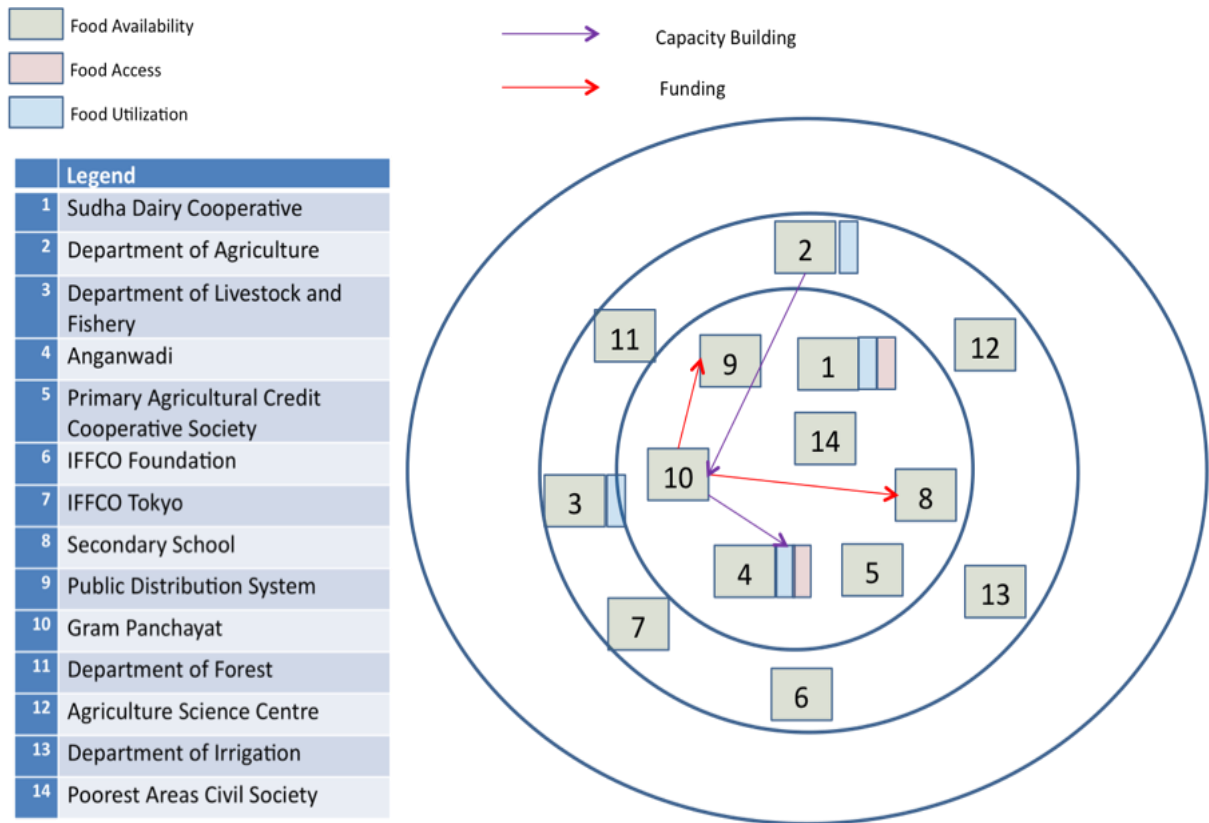 Food Availability
Food Access
Food Utilization
Capacity Building
Funding
Legend
1 Sudha Dairy Cooperative
2 Department of Agriculture
3 Department of Livestock and
Fishery
4 Anganwadi
5 Primary Agricultural Credit
Cooperative Society
6 IFFCO Foundation
7 IFFCO Tokyo
8 Secondary School
9 Public Distribution System
10 Gram Panchayat
11 Department of Forest
12 Agriculture Science Centre
13 Department of Irrigation
14 Poorest Areas Civil Society
2
11
9
1
12
14
10
3
8
4
5
13
7
6